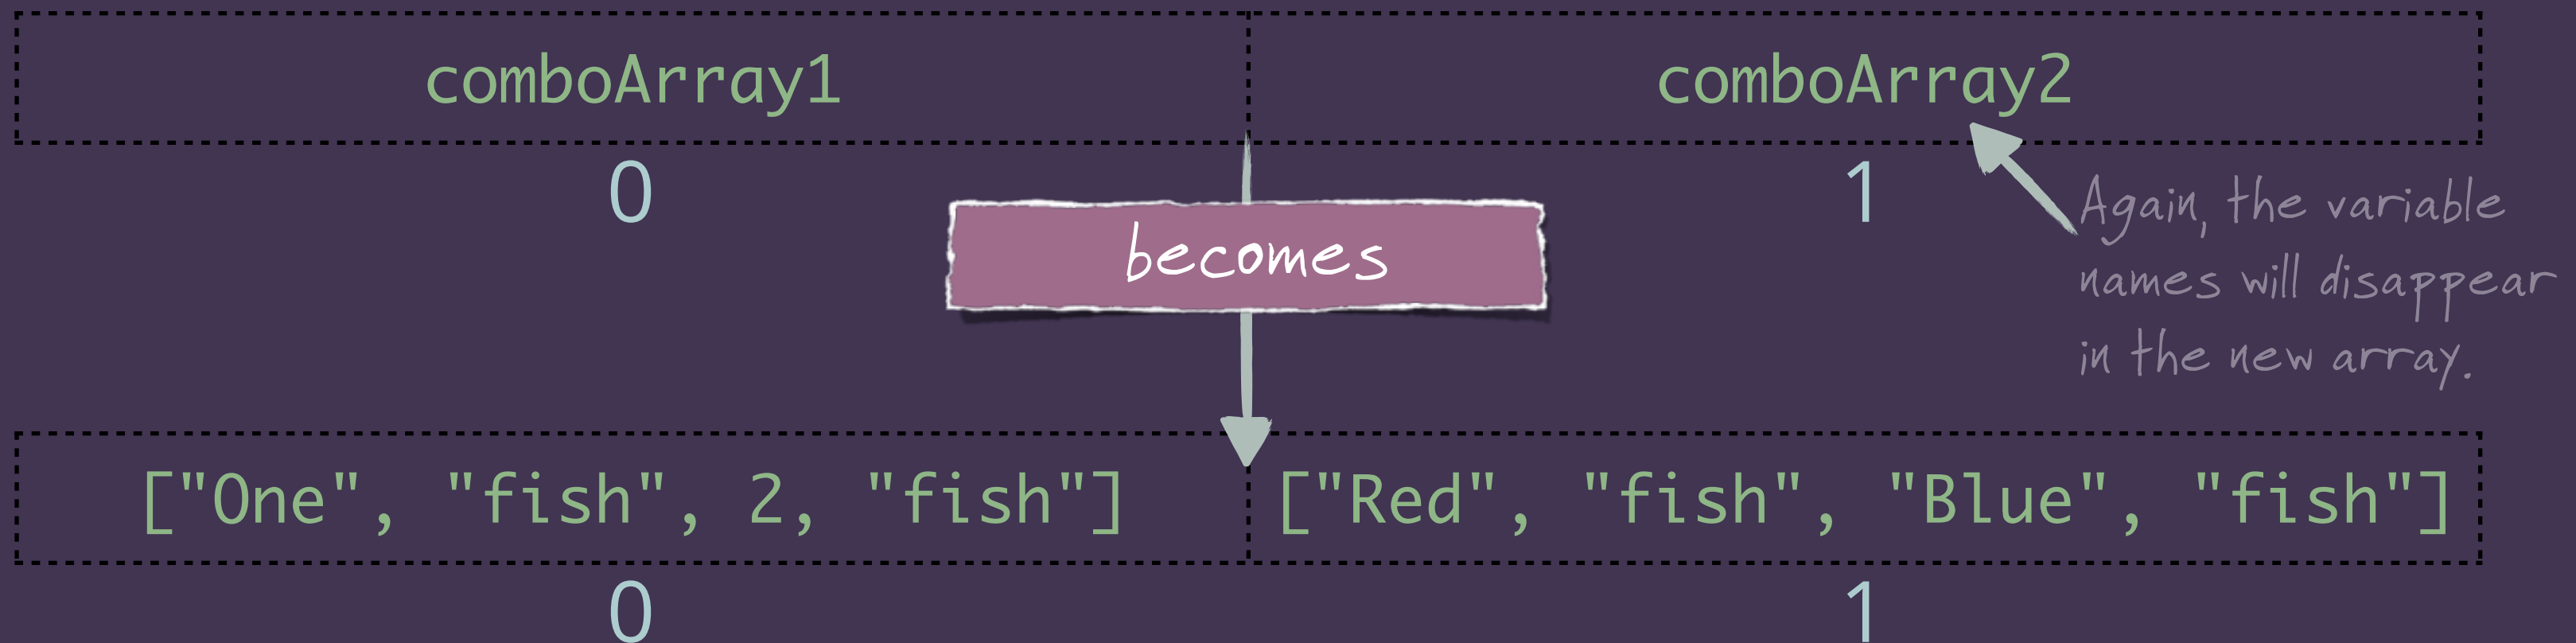 comboArray1 comboArray2
0 1
Again, the variable
names will disappear
in the new array.
becomes
["One", "fish", 2, "fish"] ["Red", "fish", "Blue", "fish"]
0 1